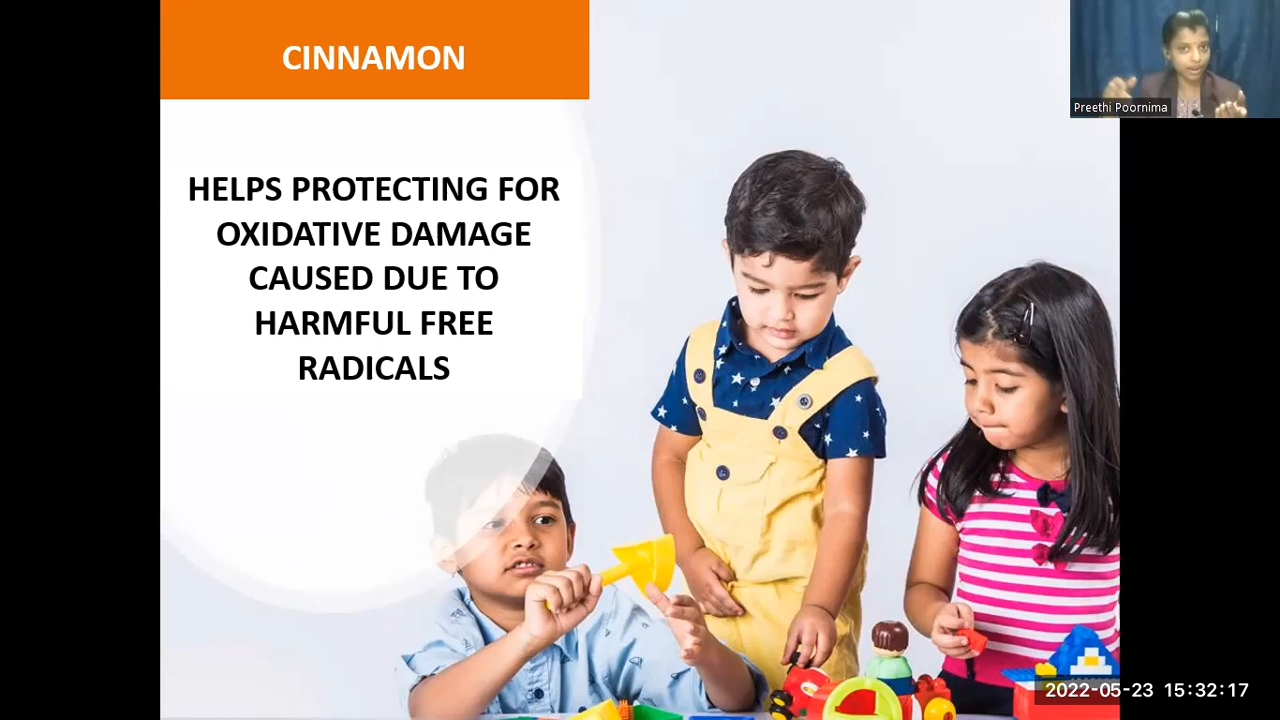 CINNAMON
HELPS PROTECTING FOR
OXIDATIVE DAMAGE
CAUSED DUE TO
HARMFUL FREE
RADICALS
Preethi Poornima
2022-05-23 15:32:17